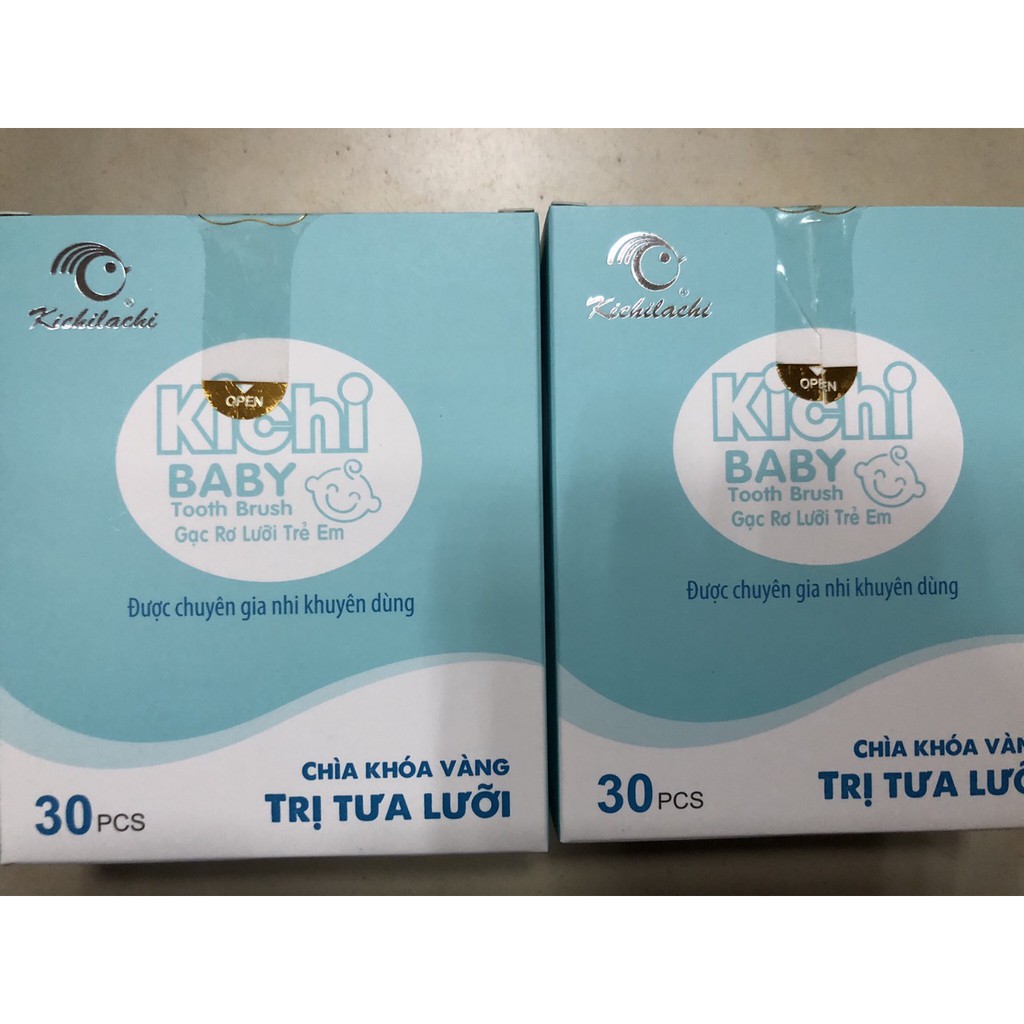 Kichilachi
OPEN
Kichi
BABY
Tooth Brush
Gạc Rơ Lưỡi Trẻ Em
Được chuyên gia nhi khuyên dùng
CHÌA KHÓA VÀNG
TRỊ TƯA LƯỠI
30 PCS
Kichilachi
OPEN
Kichi
BABY
Tooth Brush
Gạc Rơ Lưỡi Trẻ Em
Được chuyên gia nhi khuyên dùng
CHÌA KHÓA VÀN
TRỊ TƯA LƯỠ
30 PCS